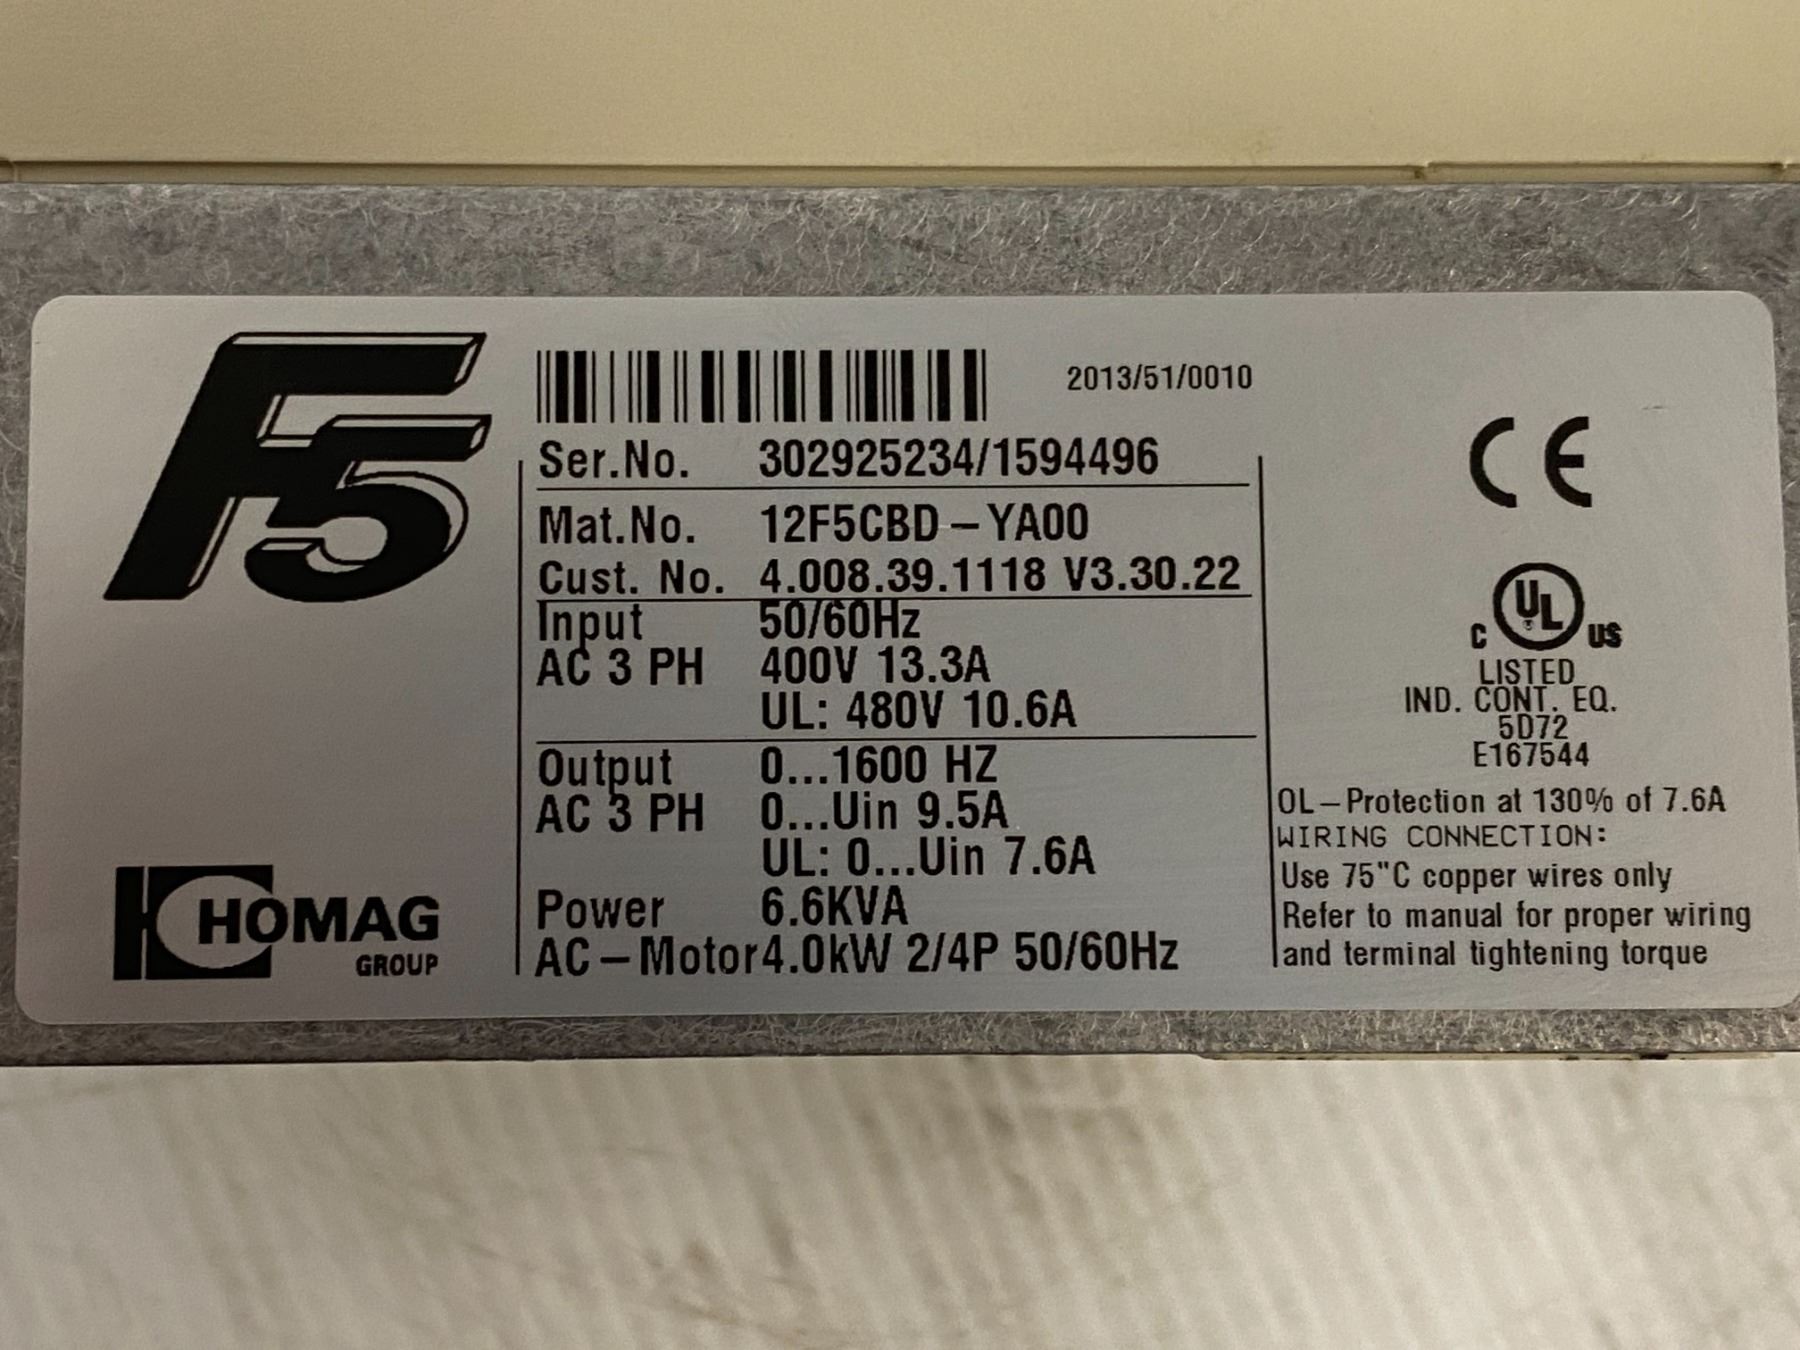 F5
2013/51/0010
Ser.No. 302925234/1594496
Mat.No. 12F5CBD-YA00
Cust. No. 4.008.39.1118 V3.30.22
Input 50/60Hz
AC 3 PH 400V 13.3A
UL: 480V 10.6A
Output 0...1600 HZ
AC 3 PH 0...Uin 9.5A
UL: 0...Uin 7.6A
Power 6.6KVA
AC-Motor 4.0kW 2/4P 50/60Hz
HOMAG
GROUP
CE
C UL US
LISTED
IND. CONT. EQ.
5D72
E167544
OL-Protection at 130% of 7.6A
WIRING CONNECTION:
Use 75"C copper wires only
Refer to manual for proper wiring
and terminal tightening torque